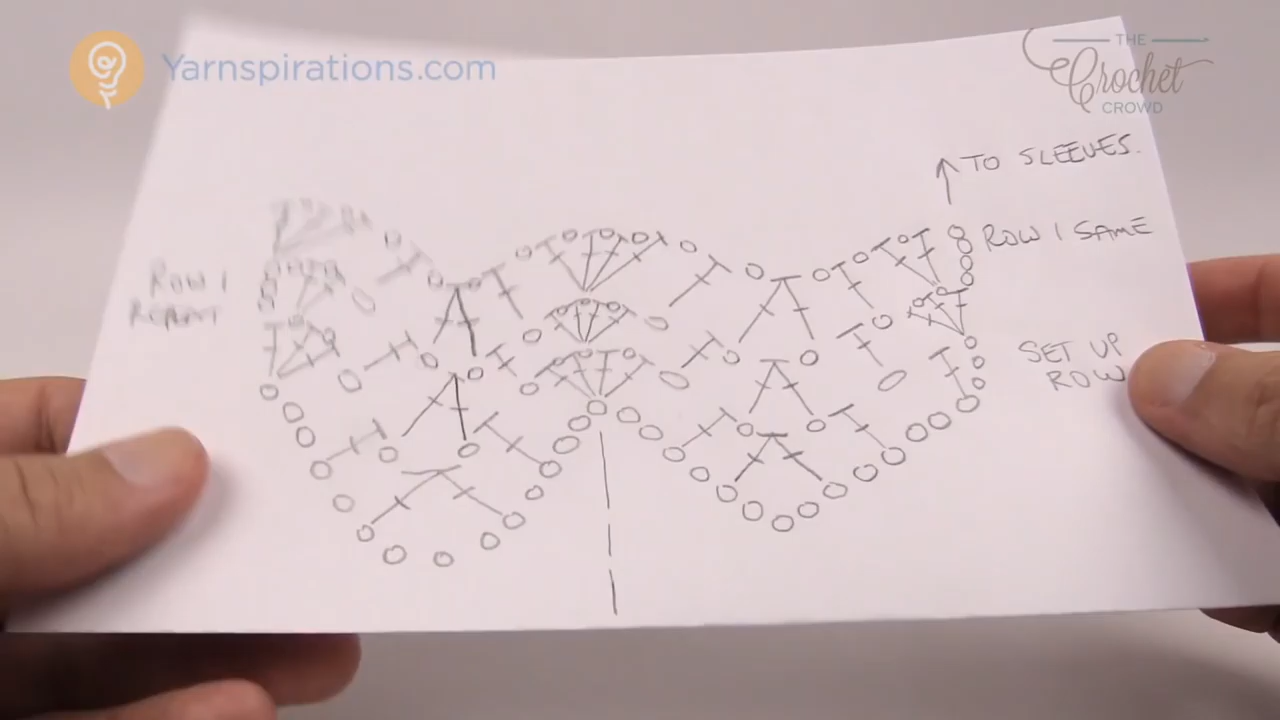 Yarnspirations.com
THE
Crochet
CROWD
TO SLEEVES.
ROW 1 SAME
ROW 1
REPEAT
SET UP
ROW